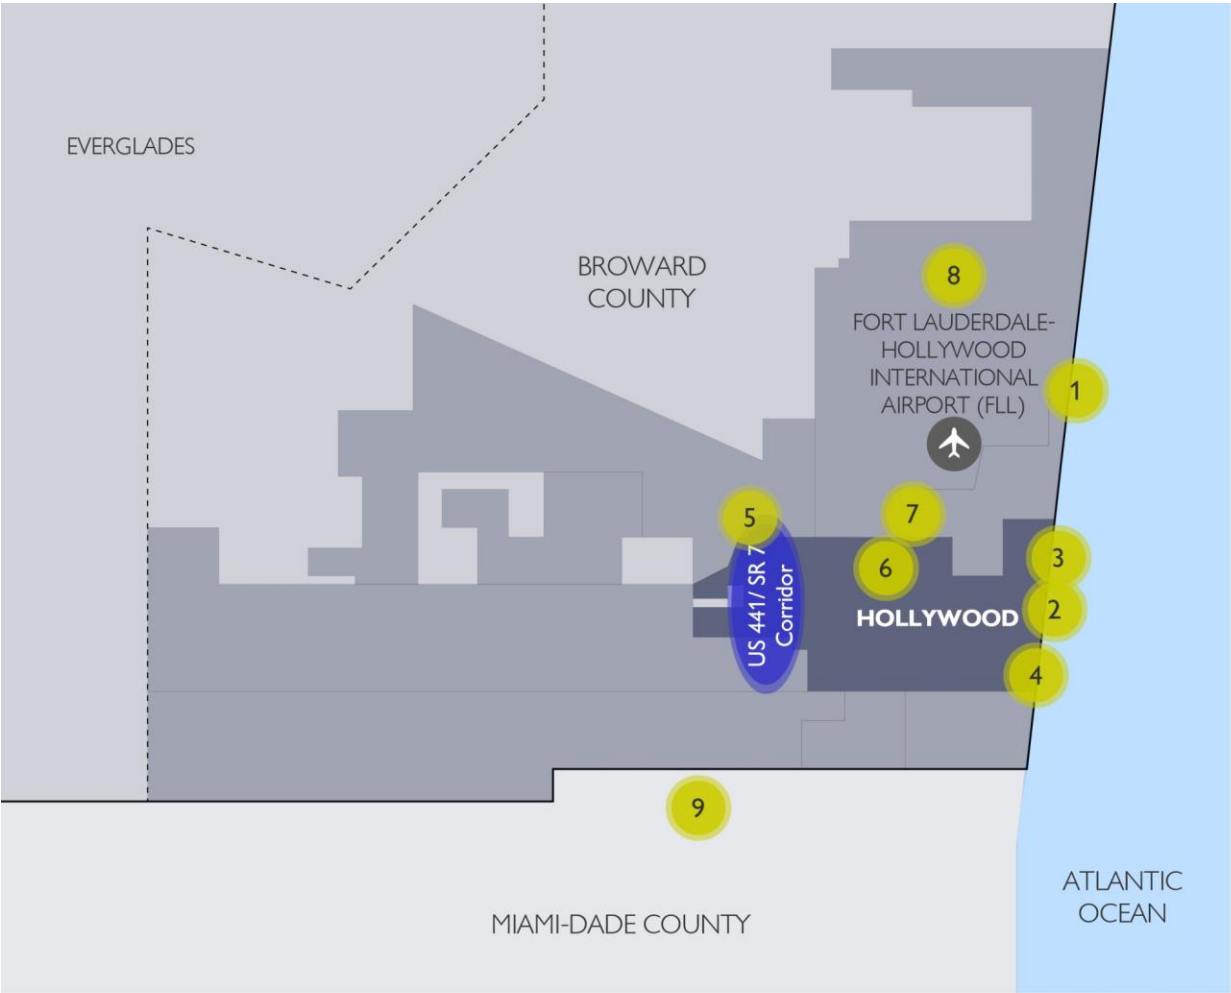 EVERGLADES
BROWARD
COUNTY
8
FORT LAUDERDALE-
HOLLYWOOD
INTERNATIONAL
AIRPORT (FLL)
1
5
7
6
3
US 441/ SR 7
Corridor
HOLLYWOOD
2
4
9
ATLANTIC
OCEAN
MIAMI-DADE COUNTY